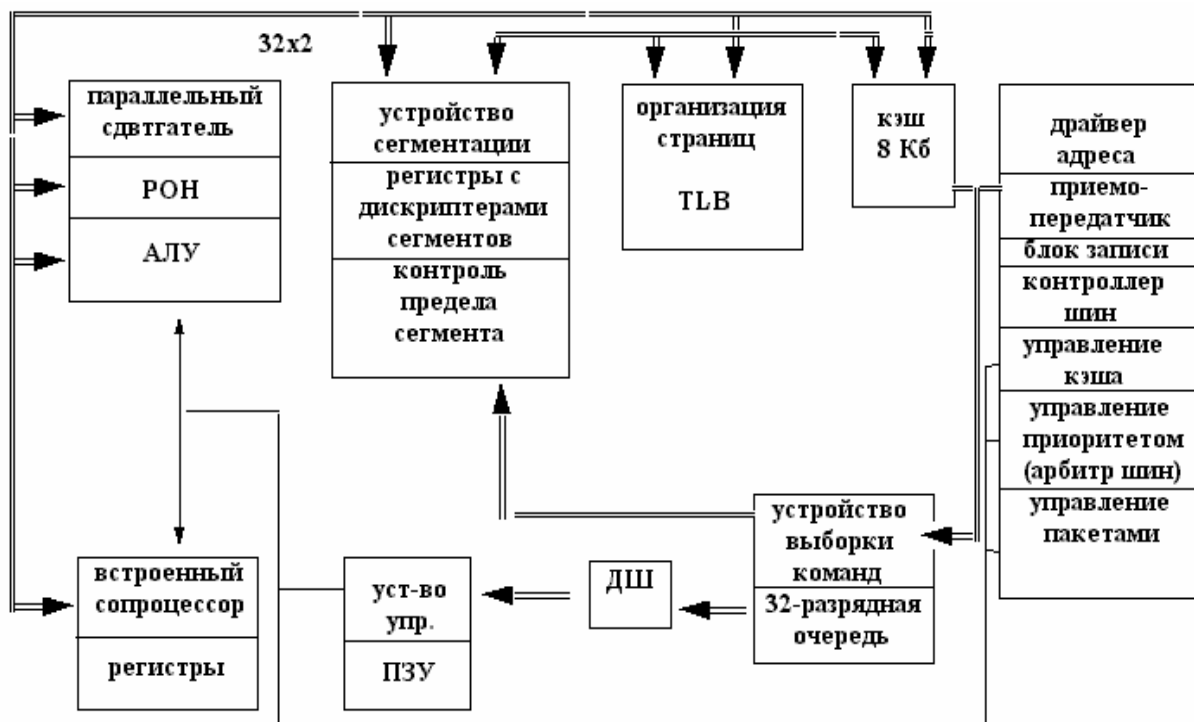 32x2
параллельный
сдвтгатель
РОН
АЛУ
устройство
сегментации
регистры с
дискриптерами
сегментов
контроль
предела
сегмента
организация
страниц
TLB
кэш
8 Кб
драйвер
адреса
приемо-
передатчик
блок записи
контроллер
шин
управление
кэша
управление
приоритетом
(арбитр шин)
управление
пакетами
встроенный
сопроцессор
регистры
уст-во
упр.
ПЗУ
ДШ
устройство
выборки
команд
32-разрядная
очередь